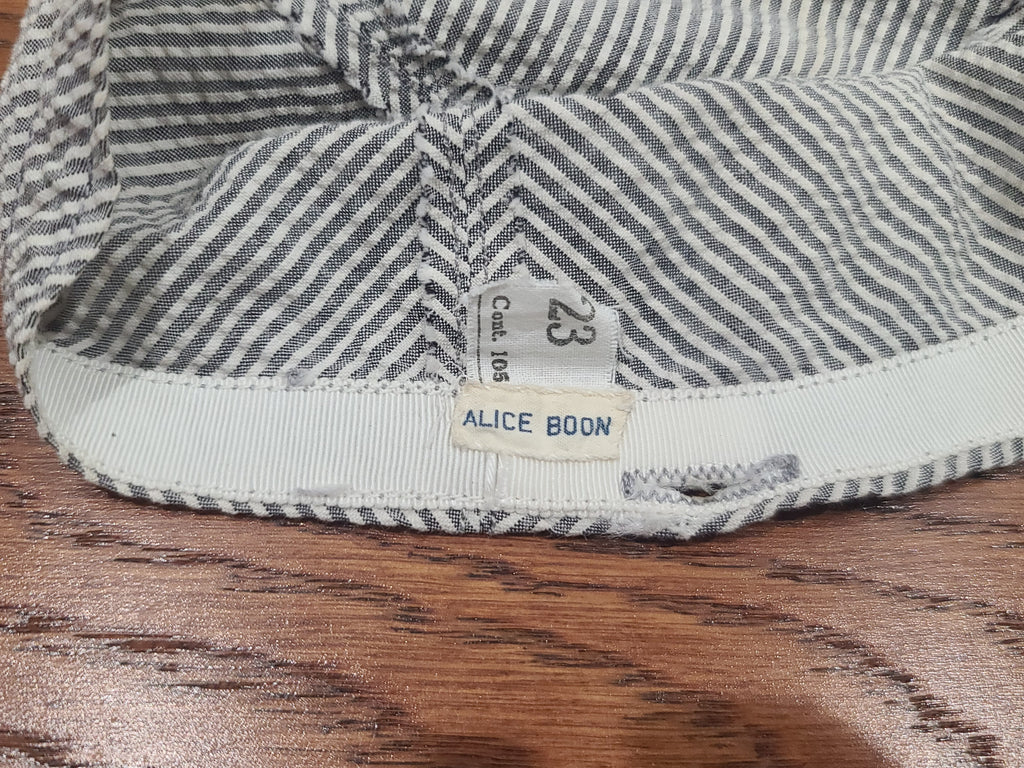 23
Cont. 105
ALICE BOON